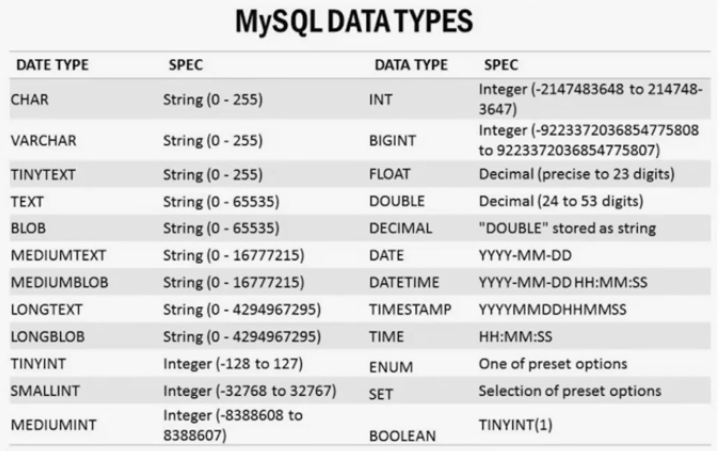 MySQL DATA TYPES
DATE TYPE SPEC DATA TYPE SPEC
CHAR String (0 - 255) INT Integer (-2147483648 to 214748-
3647)
VARCHAR String (0 - 255) BIGINT Integer (-9223372036854775808
to 9223372036854775807)
TINYTEXT String (0 - 255) FLOAT Decimal (precise to 23 digits)
TEXT String (0 - 65535) DOUBLE Decimal (24 to 53 digits)
BLOB String (0 - 65535) DECIMAL "DOUBLE" stored as string
MEDIUMTEXT String (0 - 16777215) DATE YYYY-MM-DD
MEDIUMBLOB String (0 - 16777215) DATETIME YYYY-MM-DD HH:MM:SS
LONGTEXT String (0 - 4294967295) TIMESTAMP YYYYMMDDHHMMSS
LONGBLOB String (0 - 4294967295) TIME HH:MM:SS
TINYINT Integer (-128 to 127) ENUM One of preset options
SMALLINT Integer (-32768 to 32767) SET Selection of preset options
MEDIUMINT Integer (-8388608 to
8388607) BOOLEAN TINYINT(1)